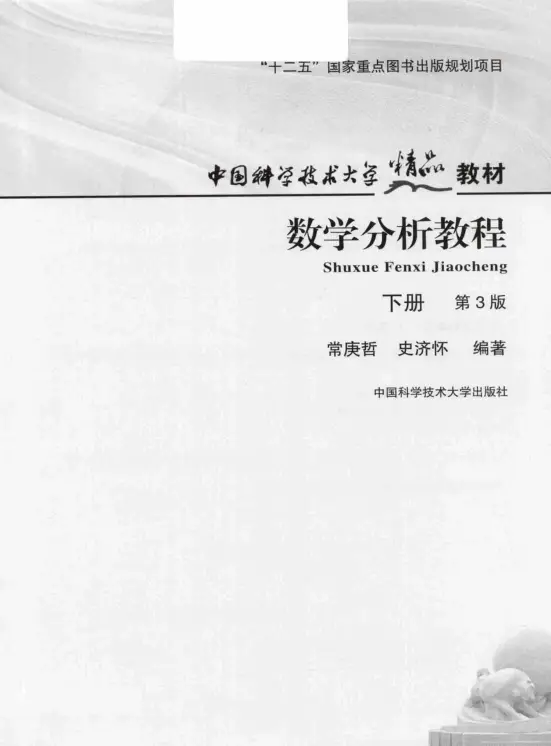 “十二五”国家重点图书出版规划项目
中国科学技术大学 精品 教材
数学分析教程
Shuxue Fenxi Jiaocheng
下册 第3版
常庚哲 史济怀 编著
中国科学技术大学出版社